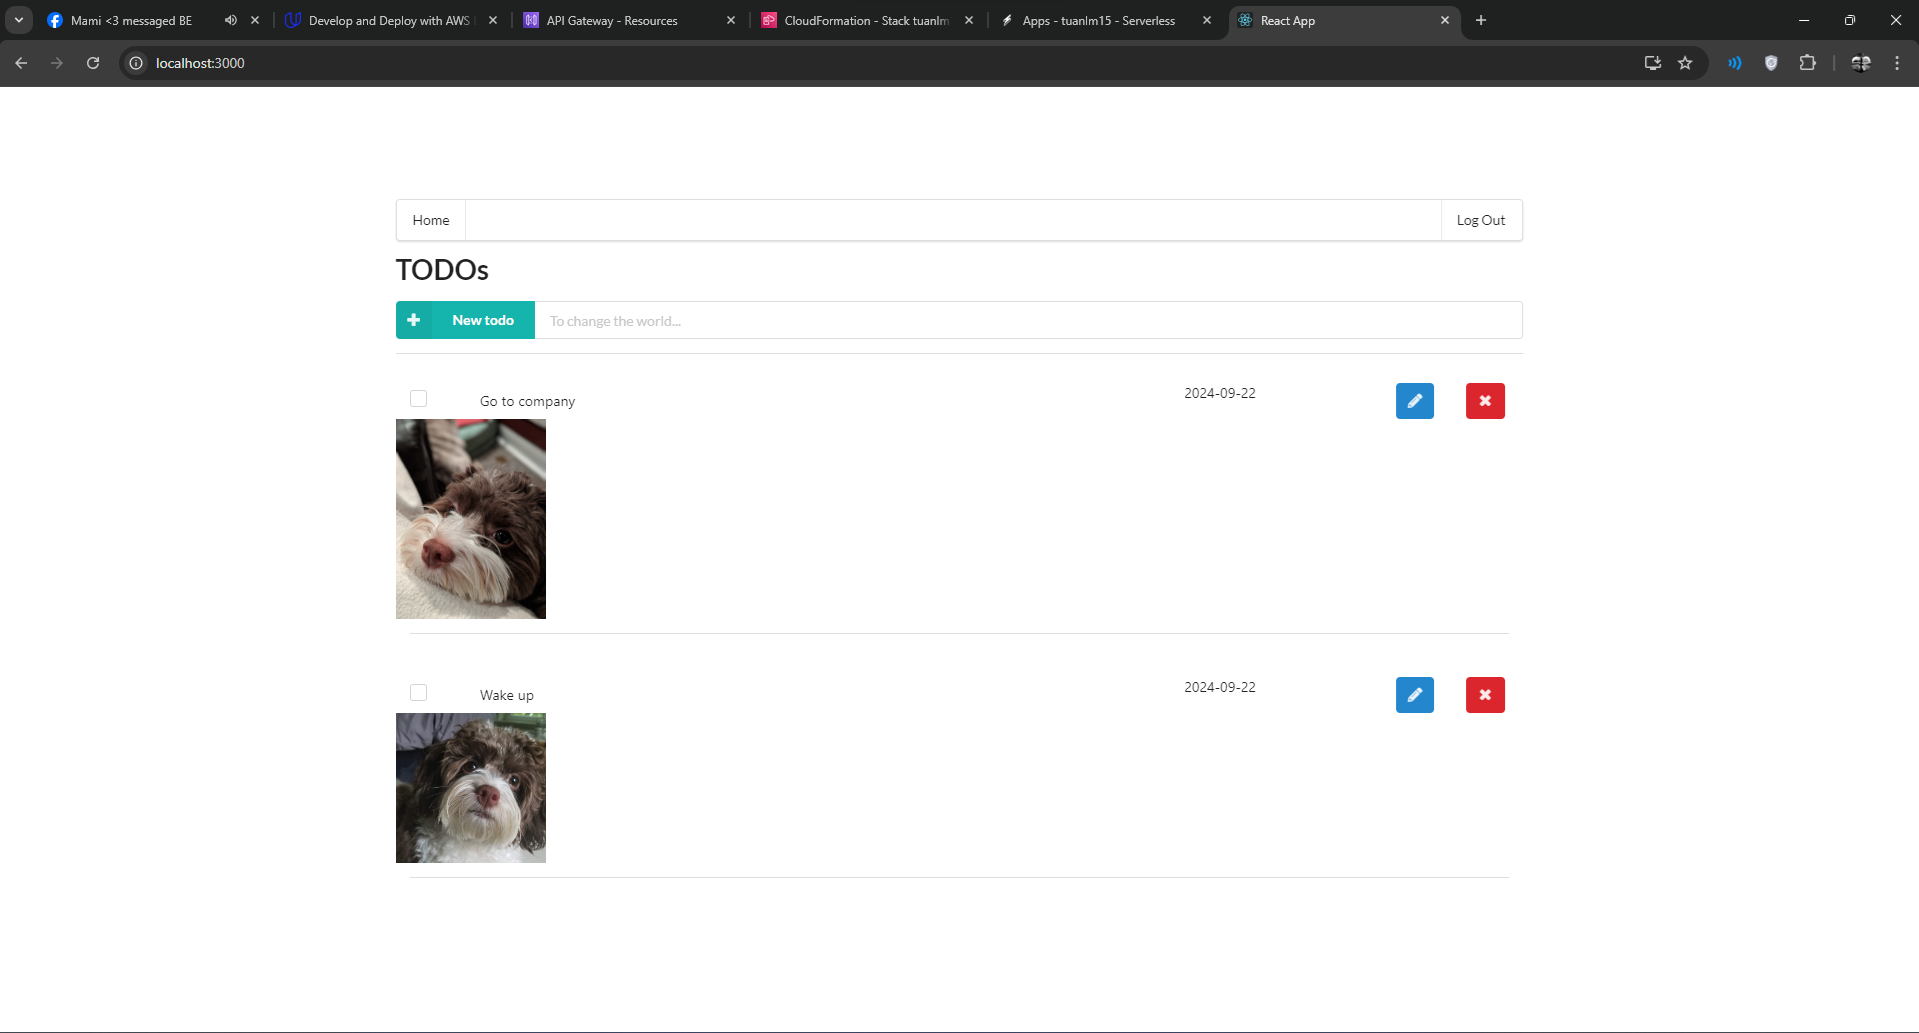 Mami <3 messaged BE
Develop and Deploy with AWS
API Gateway - Resources
CloudFormation - Stack tuanlm
Apps - tuanlm15 - Serverless
React App
localhost:3000
Home
Log Out
TODOs
New todo
To change the world...
Go to company
2024-09-22
Wake up
2024-09-22